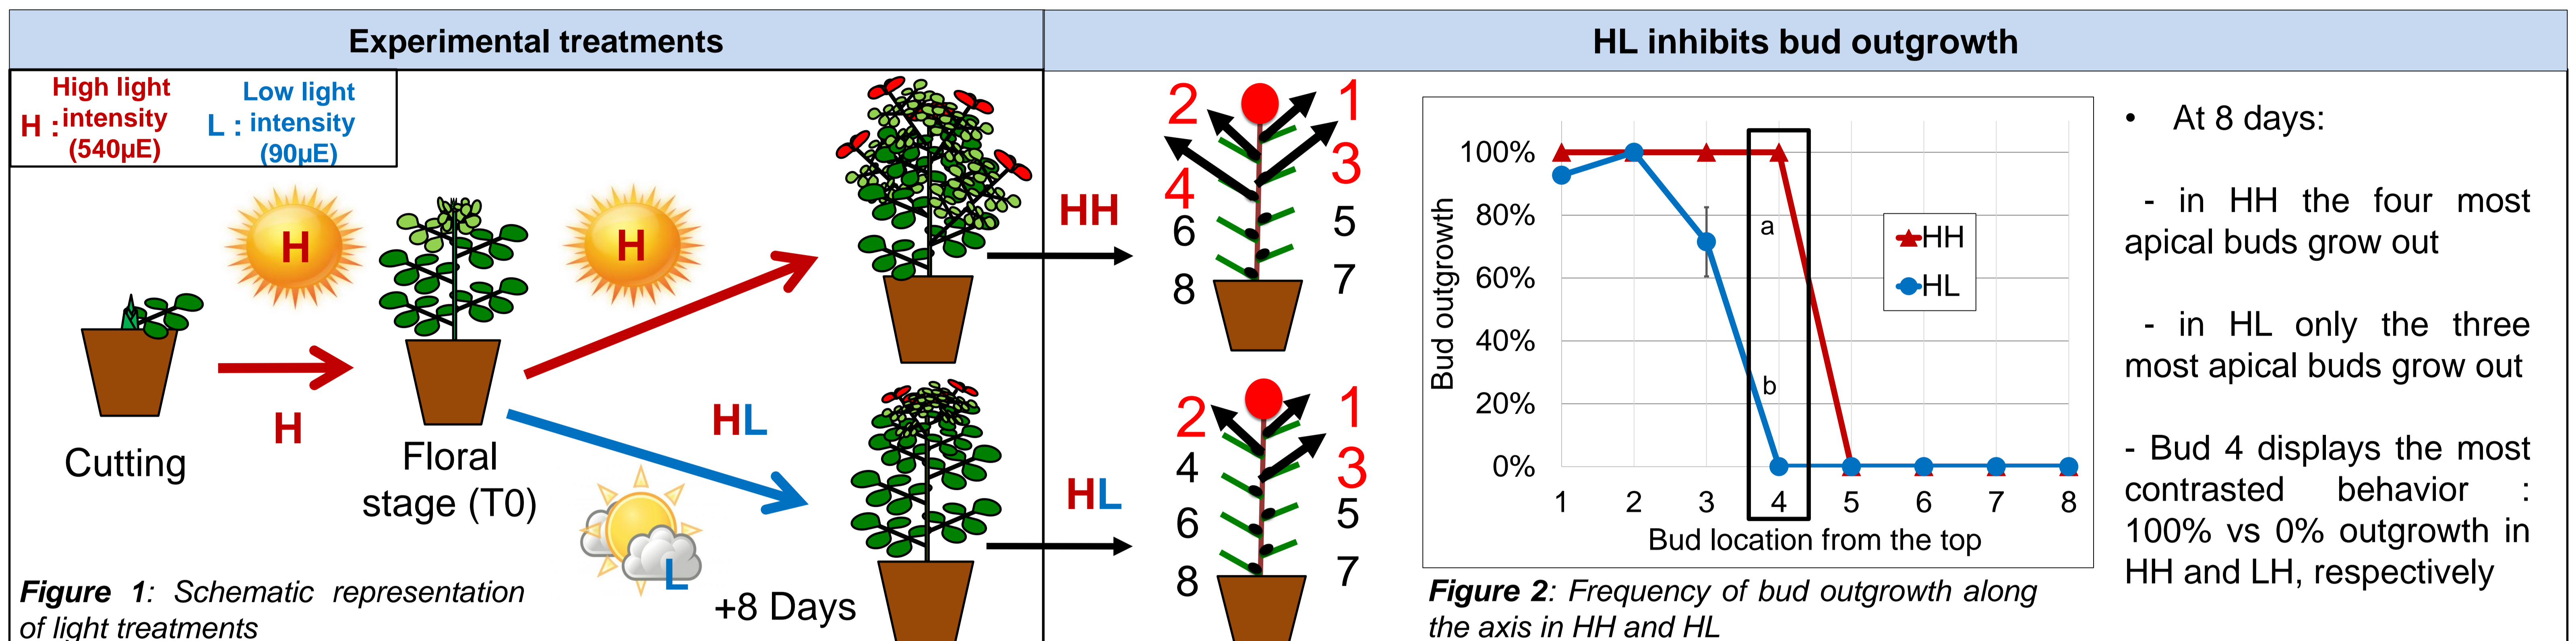 Experimental treatments
HL inhibits bud outgrowth
High light
H : intensity
(540µE)
Low light
L : intensity
(90µE)
H
H
H
HL
L
Cutting
Floral
stage (T0)
+8 Days
Figure 1: Schematic representation
of light treatments
HH
HL
2 1
3
4
6 5
8 7
2 1
3
4
6 5
8 7
Bud outgrowth
100%
80%
60%
40%
20%
0%
a
b
HH
HL
1 2 3 4 5 6 7 8
Bud location from the top
Figure 2: Frequency of bud outgrowth along
the axis in HH and HL
• At 8 days:
- in HH the four most
apical buds grow out
- in HL only the three
most apical buds grow out
- Bud 4 displays the most
contrasted behavior :
100% vs 0% outgrowth in
HH and LH, respectively